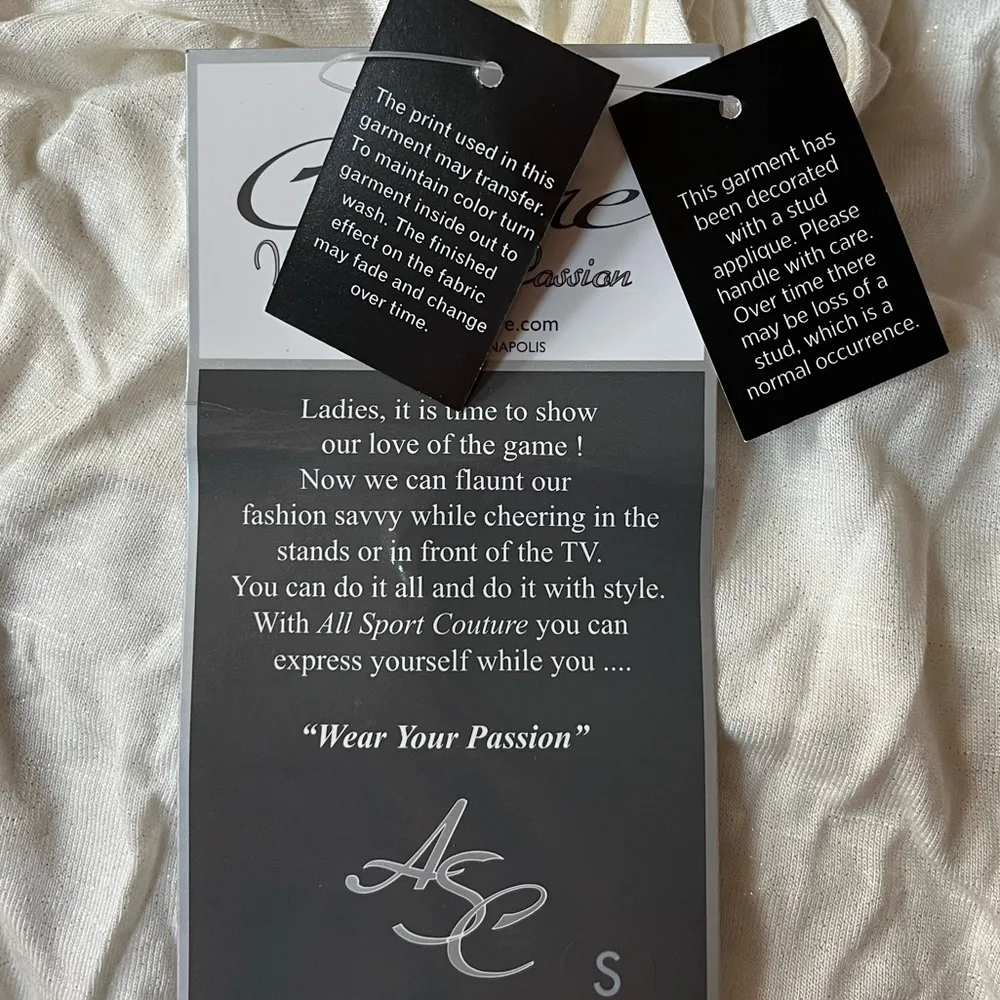 The print used in this
garment may transfer.
To maintain color turn
garment inside out to
wash. The finished
effect on the fabric
may fade and change
over time.
This garment has
been decorated
with a stud
applique. Please
handle with care.
Over time there
may be loss of a
stud, which is a
normal occurrence.
Passion
e.com
NAPOLIS
Ladies, it is time to show
our love of the game !
Now we can flaunt our
fashion savvy while cheering in the
stands or in front of the TV.
You can do it all and do it with style.
With All Sport Couture you can
express yourself while you ....
“Wear Your Passion”
ASC
S